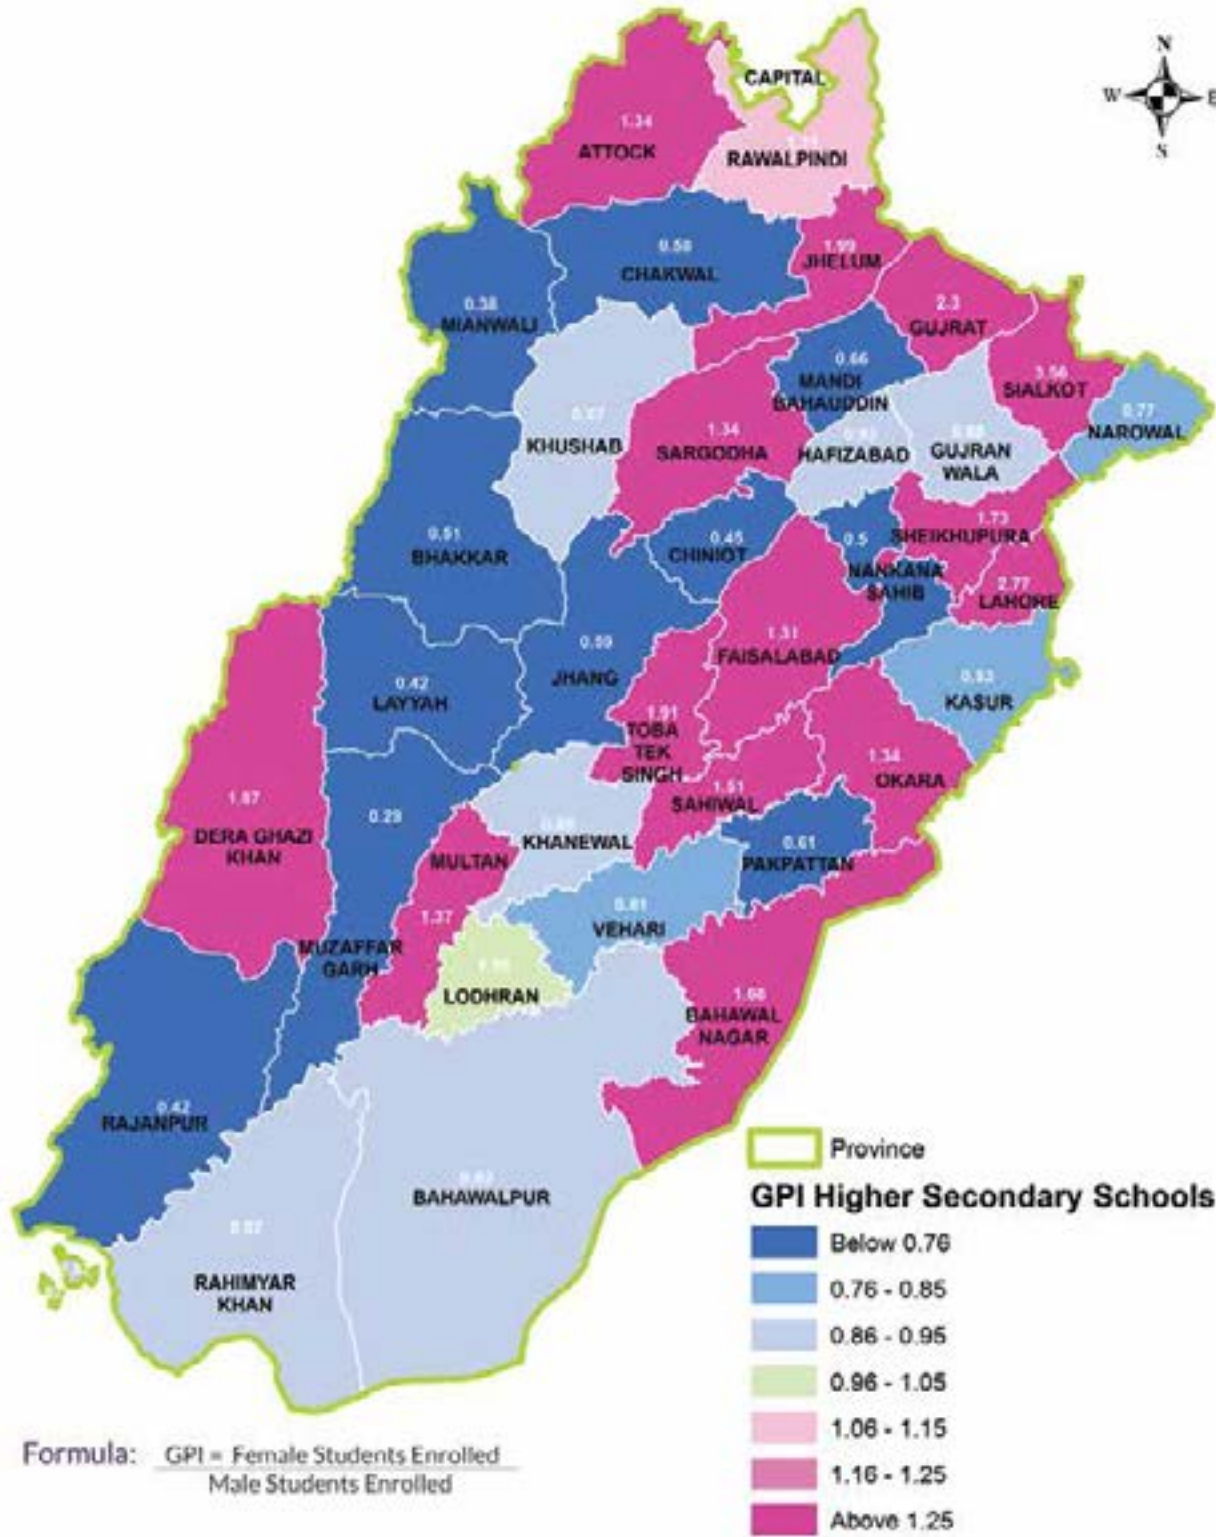 N
W
E
S
CAPITAL
1.34
ATTOCK
RAWALPINDI
0.50
CHAKWAL
1.99
JHELUM
0.38
MIANWALI
2.3
GUJRAT
0.66
MANDI
BAHAUDDIN
3.56
SIALKOT
0.77
NAROWAL
KHUSHAB
1.34
SARGODHA
HAFIZABAD
GUJRAN
WALA
0.51
BHAKKAR
0.45
CHINIOT
0.5
NANKANA
SAHIB
1.73
SHEIKHUPURA
2.77
LAHORE
1.31
FAISALABAD
0.59
JHANG
0.42
LAYYAH
0.83
KASUR
1.91
TOBA
TEK
SINGH
1.34
OKARA
1.51
SAHIWAL
1.87
DERA GHAZI
KHAN
0.29
MUZAFFAR
GARH
KHANEWAL
MULTAN
1.37
0.61
PAKPATTAN
0.81
VEHARI
LODHRAN
1.68
BAHAWAL
NAGAR
0.42
RAJANPUR
BAHAWALPUR
RAHIMYAR
KHAN
Province
GPI Higher Secondary Schools
Below 0.76
0.76 - 0.85
0.86 - 0.95
0.96 - 1.05
1.06 - 1.15
1.16 - 1.25
Above 1.25
Formula: GPI = Female Students Enrolled
Male Students Enrolled